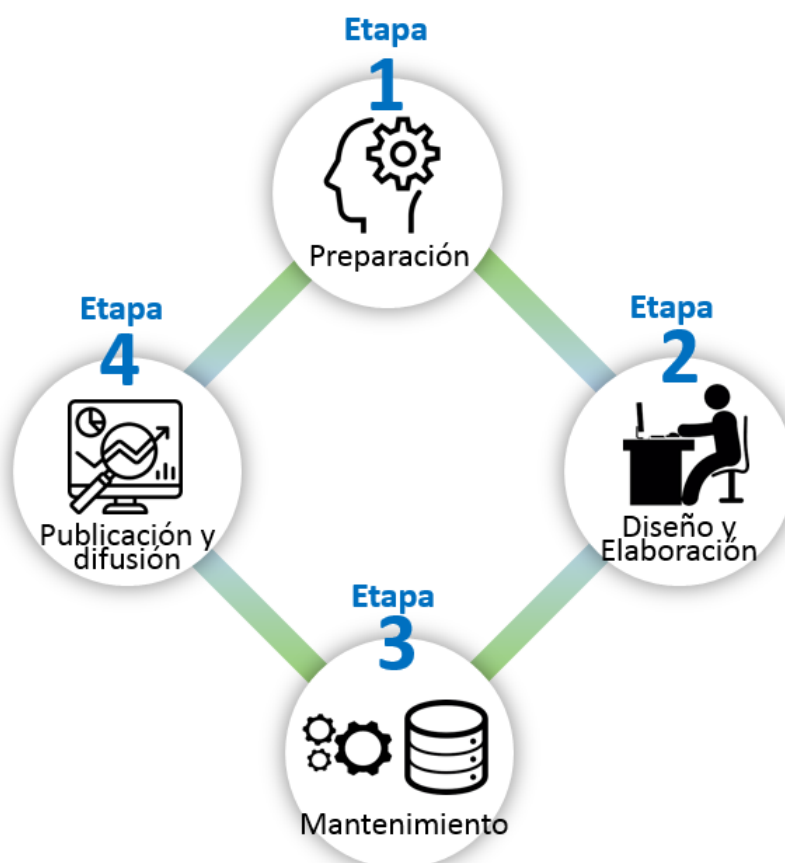 Etapa
1
Preparación
Etapa
2
Diseño y
Elaboración
Etapa
3
Mantenimiento
Etapa
4
Publicación y
difusión